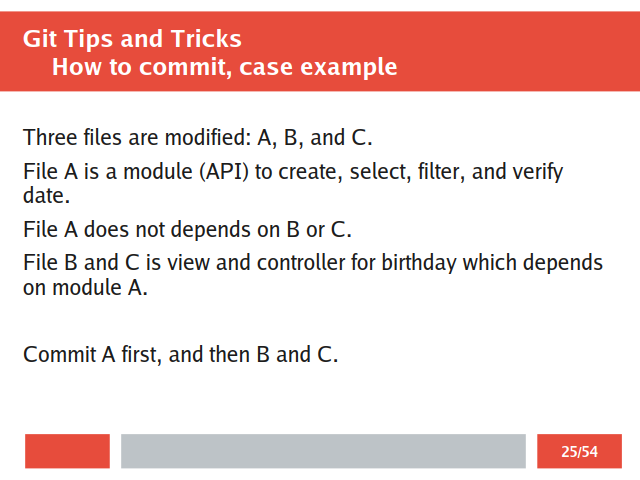 Git Tips and Tricks
How to commit, case example
Three files are modified: A, B, and C.
File A is a module (API) to create, select, filter, and verify
date.
File A does not depends on B or C.
File B and C is view and controller for birthday which depends
on module A.
Commit A first, and then B and C.
25/54